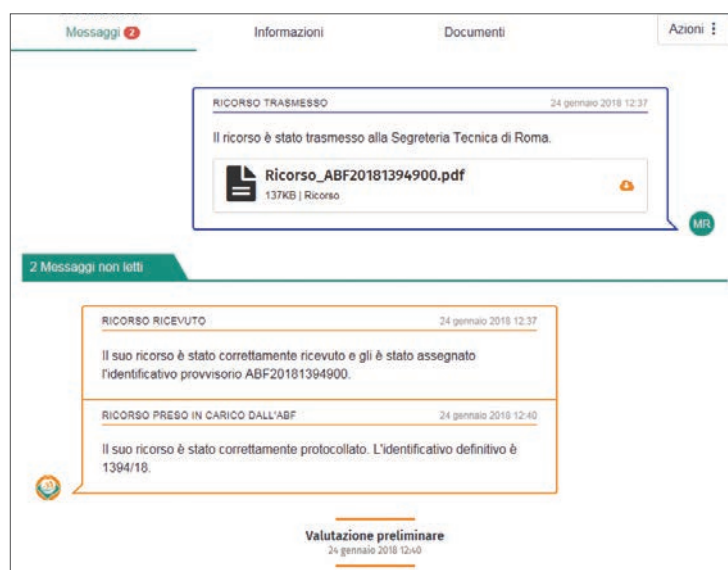 Messaggi 2
Informazioni
Documenti
Azioni
RICORSO TRASMESSO
24 gennaio 2018 12:37
Il ricorso è stato trasmesso alla Segreteria Tecnica di Roma.
Ricorso_ABF20181394900.pdf
137KB | Ricorso
MR
2 Messaggi non letti
RICORSO RICEVUTO
24 gennaio 2018 12:37
Il suo ricorso è stato correttamente ricevuto e gli è stato assegnato
l'identificativo provvisorio ABF20181394900.
RICORSO PRESO IN CARICO DALL'ABF
24 gennaio 2018 12:40
Il suo ricorso è stato correttamente protocollato. L'identificativo definitivo è
1394/18.
Valutazione preliminare
24 gennaio 2018 12:40